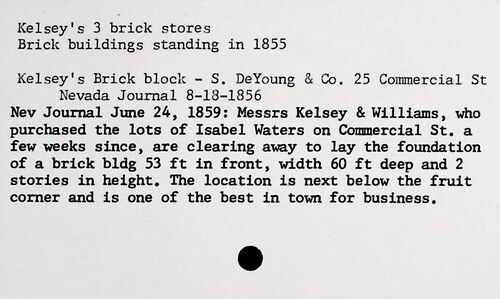 Kelsey's 3 brick stores
Brick buildings standing in 1855
Kelsey's Brick block - S. DeYoung & Co. 25 Commercial St
Nevada Journal 8-18-1856
Nev Journal June 24, 1859: Messrs Kelsey & Williams, who
purchased the lots of Isabel Waters on Commercial St. a
few weeks since, are clearing away to lay the foundation
of a brick bldg 53 ft in front, width 60 ft deep and 2
stories in height. The location is next below the fruit
corner and is one of the best in town for business.